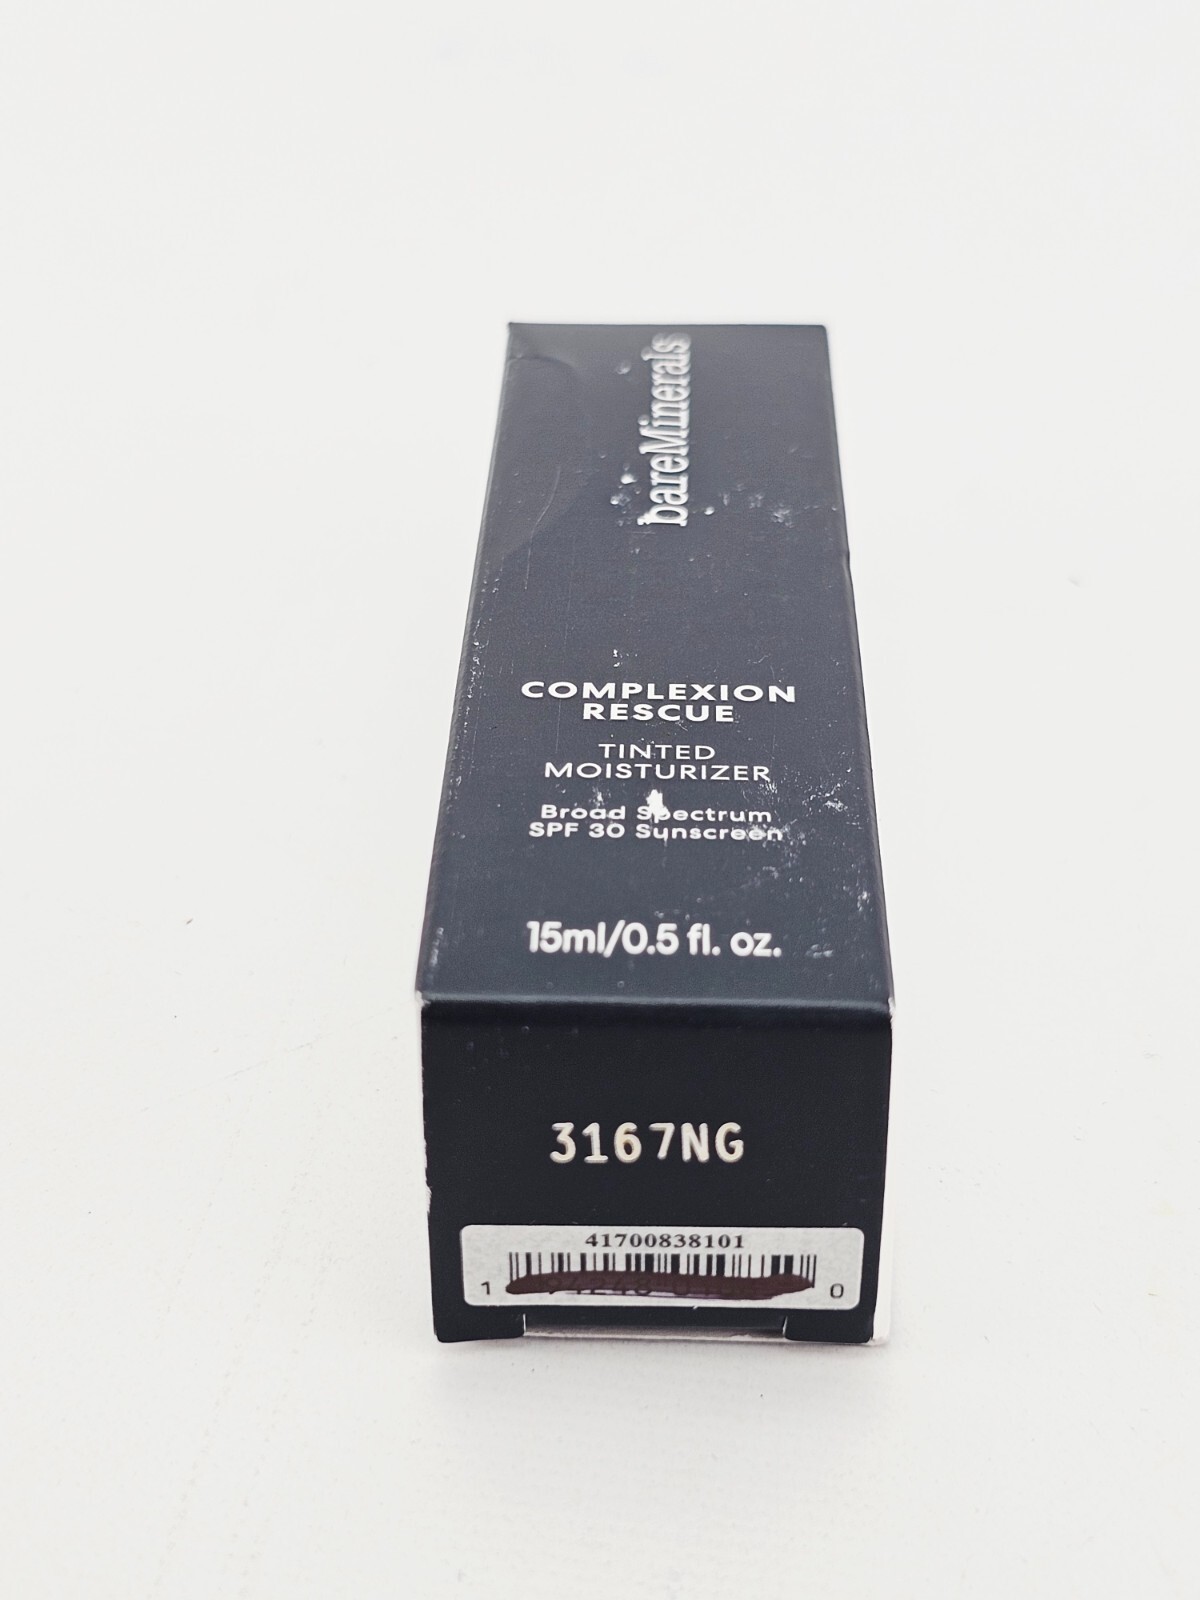 bareMinerals
COMPLEXION
RESCUE
TINTED
MOISTURIZER
Broad Spectrum
SPF 30 Sunscreen
15ml/0.5 fl. oz.
3167NG
41700838101
1 94248 0